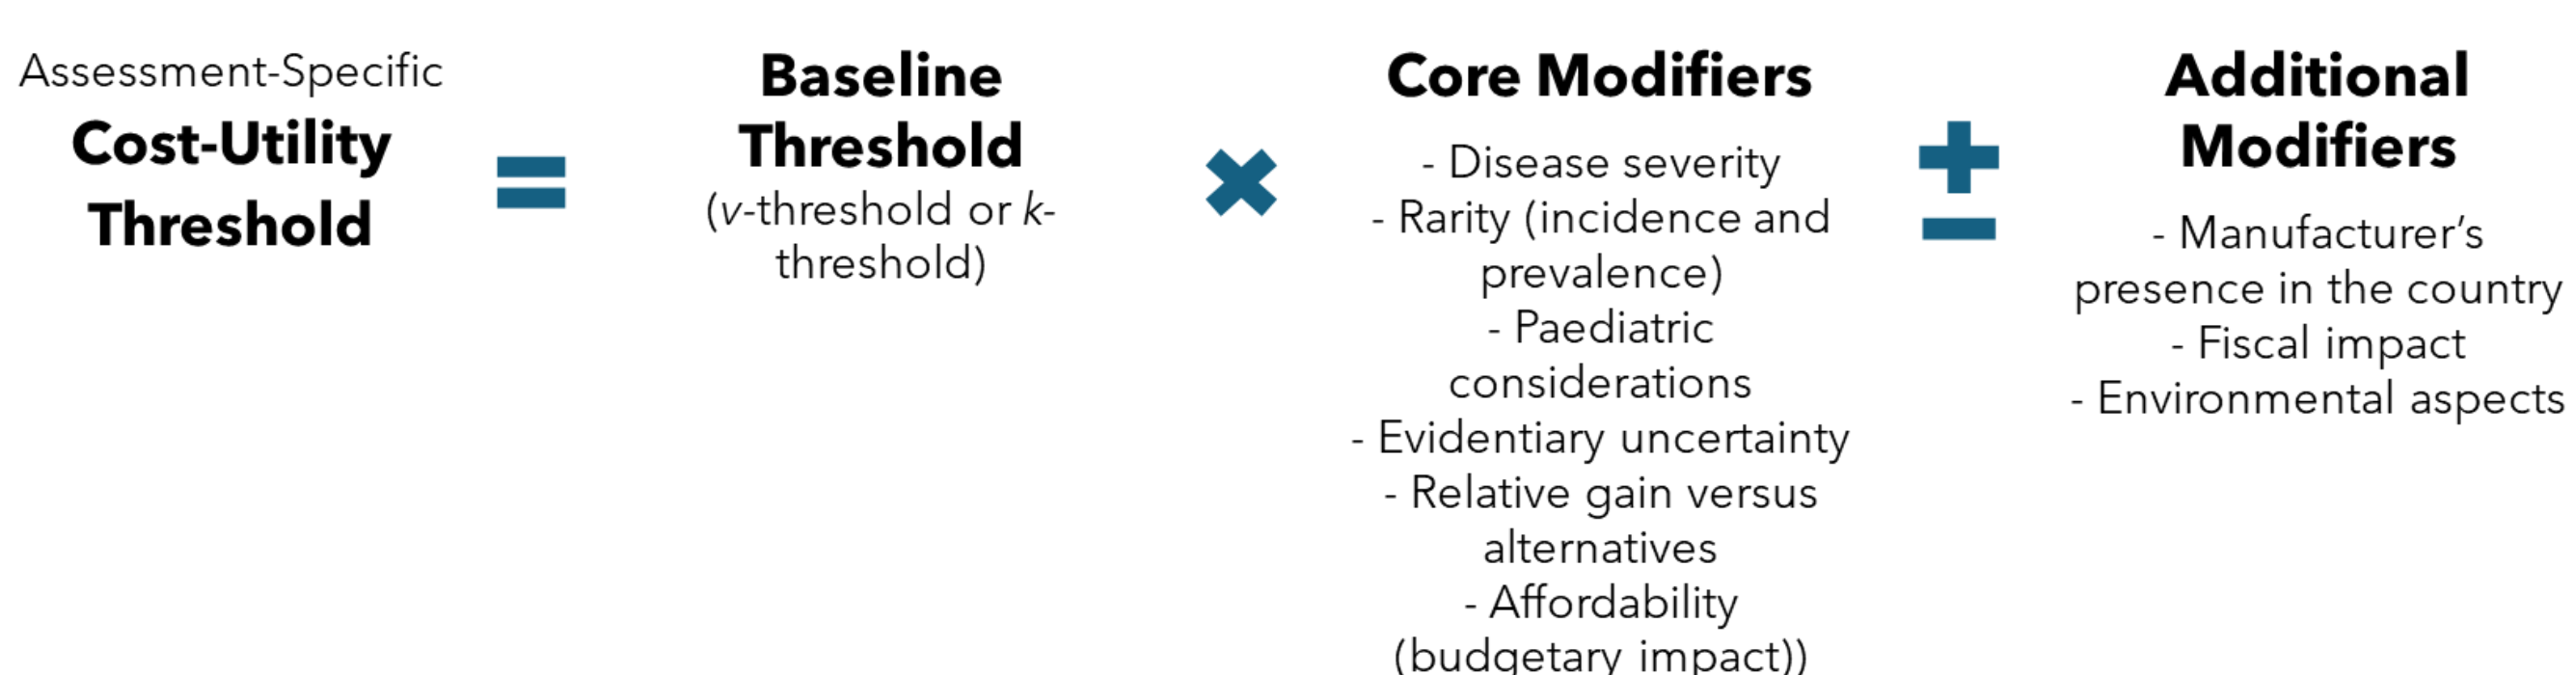 Assessment-Specific
Cost-Utility
Threshold
=
Baseline
Threshold
(v-threshold or k-
threshold)
×
Core Modifiers
- Disease severity
- Rarity (incidence and
prevalence)
- Paediatric
considerations
- Evidentiary uncertainty
- Relative gain versus
alternatives
- Affordability
(budgetary impact))
±
Additional
Modifiers
- Manufacturer’s
presence in the country
- Fiscal impact
- Environmental aspects